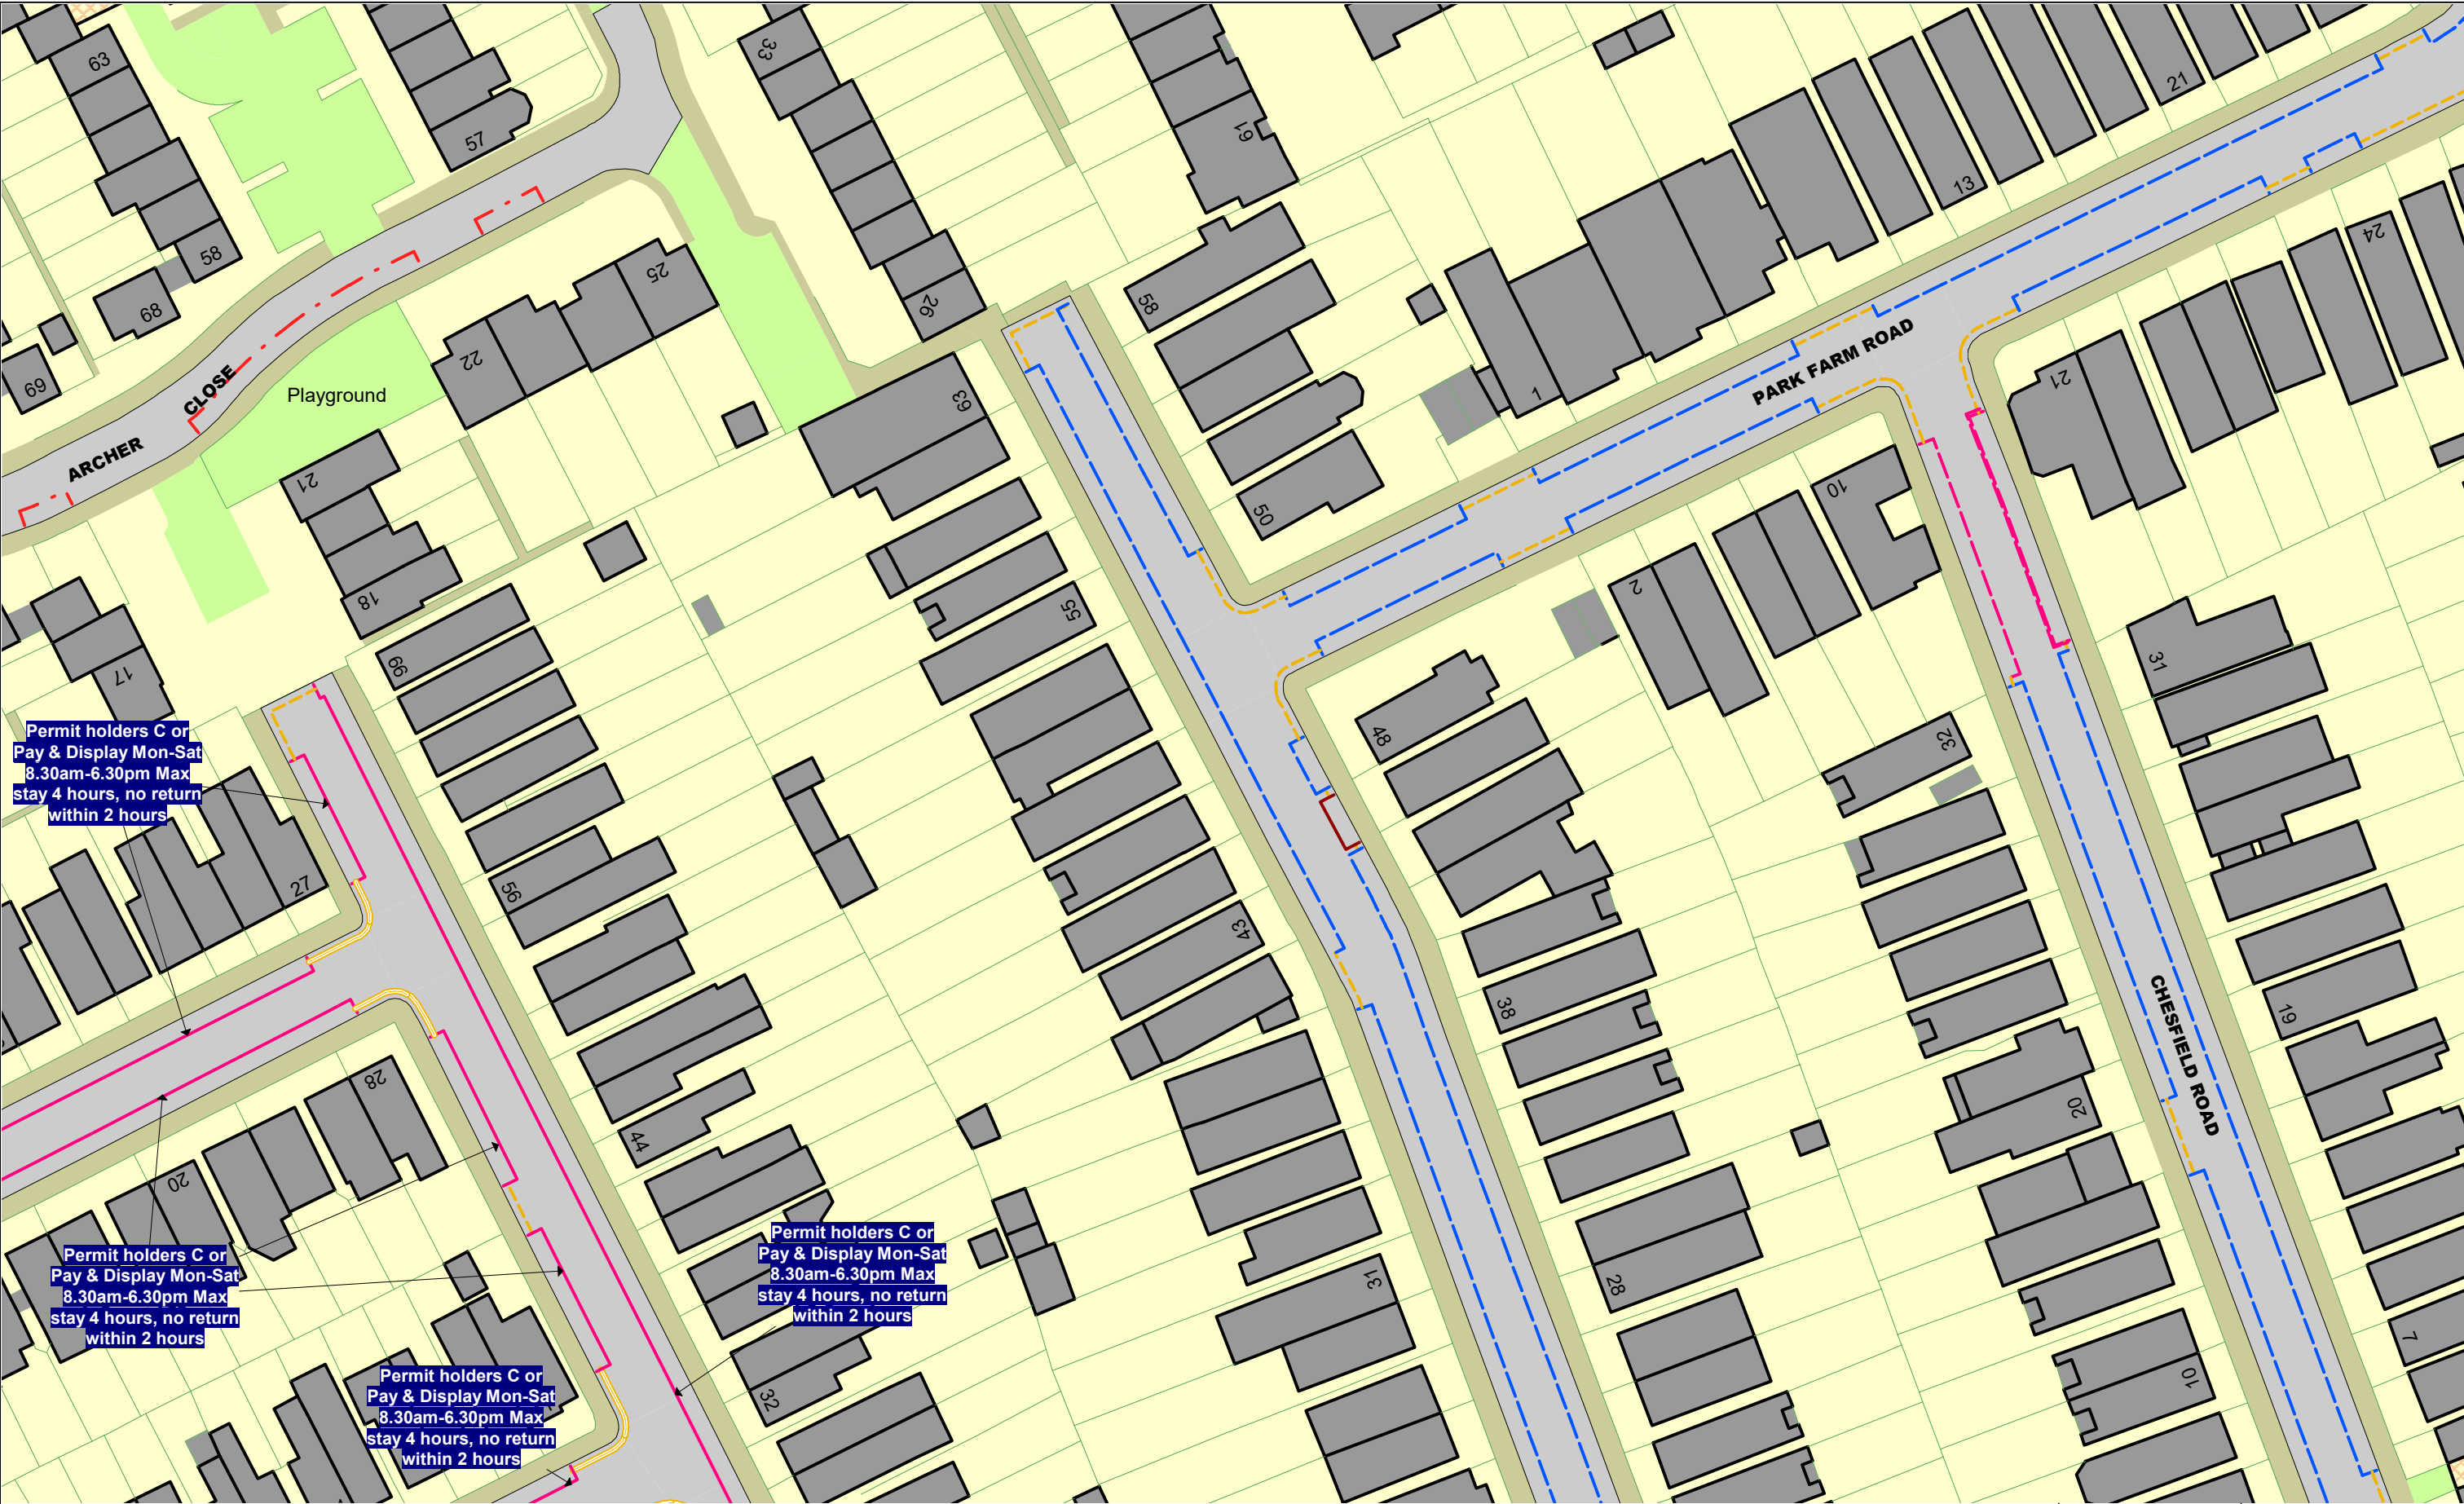 63
33
61
21
57
13
58
25
24
68
26
58
22
69
1
21
CLOSE
PARK FARM ROAD
Playground
63
ARCHER
21
10
50
18
55
2
66
31
17
48
32
Permit holders C or
Pay & Display Mon-Sat
8.30am-6.30pm Max
stay 4 hours, no return
within 2 hours
27
56
43
38
19
CHESFIELD ROAD
28
20
44
20
Permit holders C or
Pay & Display Mon-Sat
8.30am-6.30pm Max
stay 4 hours, no return
within 2 hours
Permit holders C or
Pay & Display Mon-Sat
8.30am-6.30pm Max
stay 4 hours, no return
within 2 hours
31
28
7
10
32
Permit holders C or
Pay & Display Mon-Sat
8.30am-6.30pm Max
stay 4 hours, no return
within 2 hours